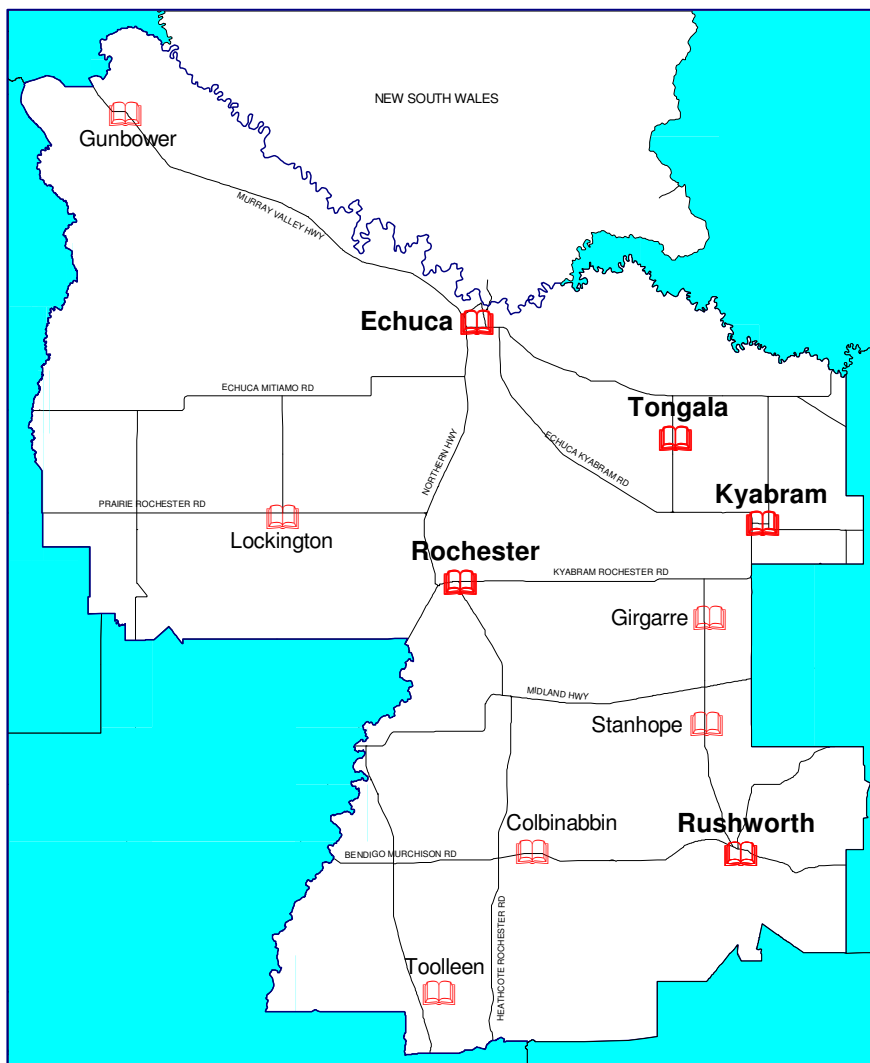 NEW SOUTH WALES
Gunbower
MURRAY VALLEY HWY
Echuca
ECHUCA MITIAMO RD
Tongala
NORTHERN HWY
ECHUCA KYABRAM RD
Kyabram
PRAIRIE ROCHESTER RD
Lockington
Rochester
KYABRAM ROCHESTER RD
Girgarre
MIDLAND HWY
Stanhope
Colbinabbin
Rushworth
BENDIGO MURCHISON RD
Toolleen
HEATHCOTE ROCHESTER RD